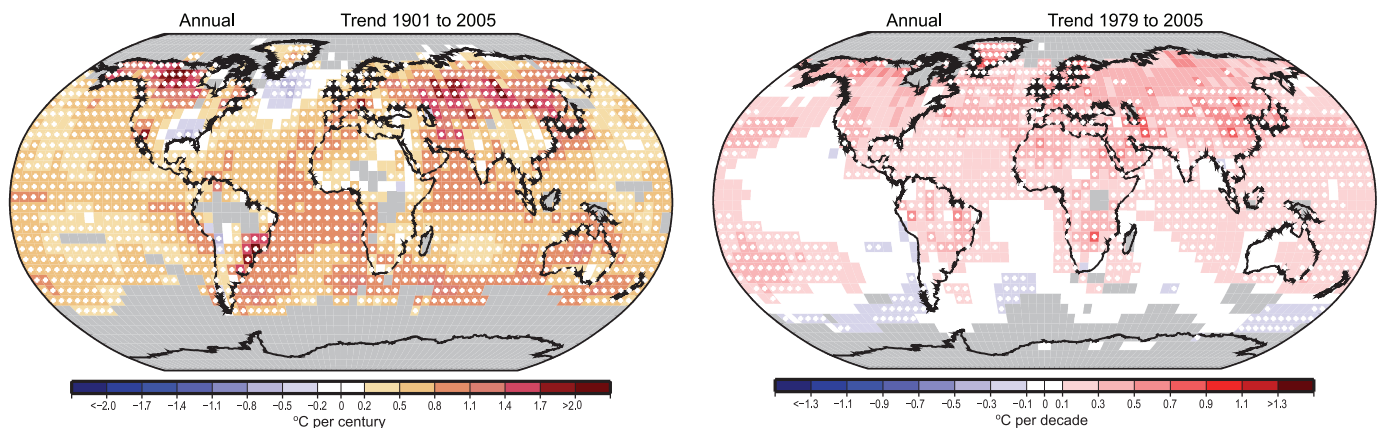 Annual Trend 1901 to 2005
<-2.0 -1.7 -1.4 -1.1 -0.8 -0.5 -0.2 0 0.2 0.5 0.8 1.1 1.4 1.7 >2.0
°C per century
Annual Trend 1979 to 2005
<-1.3 -1.1 -0.9 -0.7 -0.5 -0.3 -0.1 0 0.1 0.3 0.5 0.7 0.9 1.1 >1.3
°C per decade